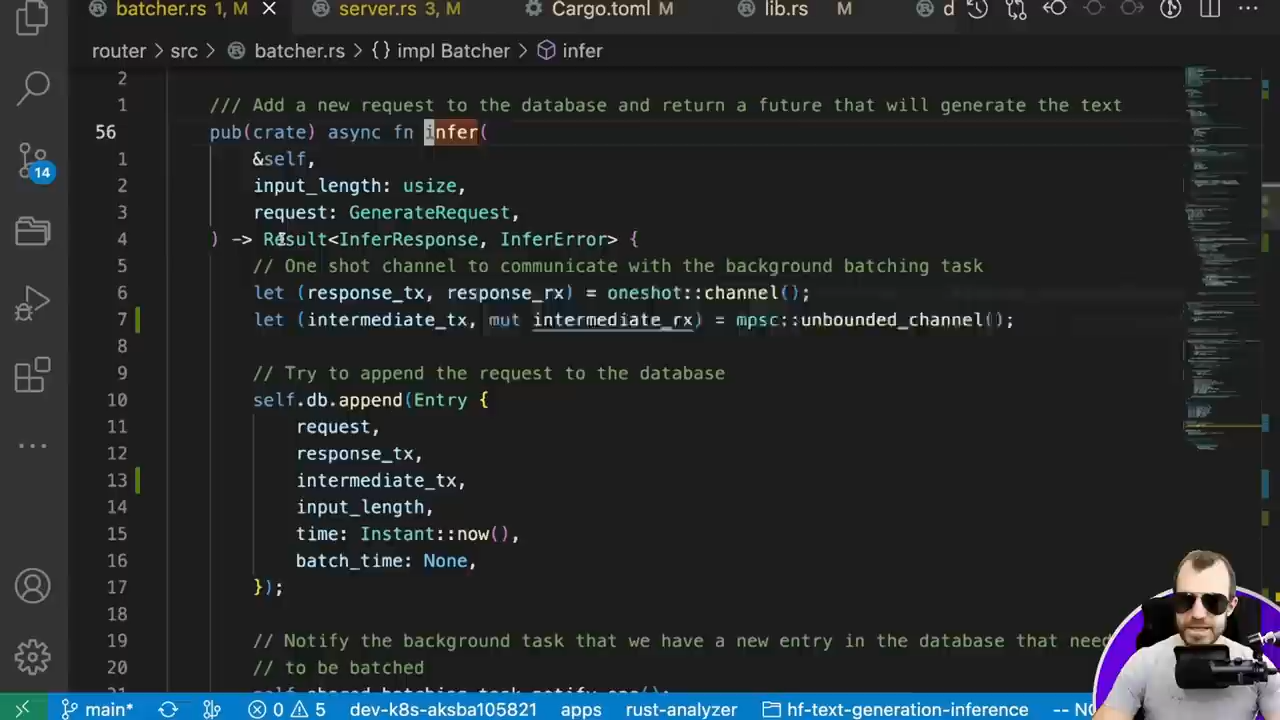 batcher.rs 1, M × server.rs 3, M Cargo.toml M lib.rs M d
router > src > batcher.rs > {} impl Batcher > infer
2
1 /// Add a new request to the database and return a future that will generate the text
56 pub(crate) async fn infer(
1 &self,
2 input_length: usize,
3 request: GenerateRequest,
4 ) -> Result<InferResponse, InferError> {
5 // One shot channel to communicate with the background batching task
6 let (response_tx, response_rx) = oneshot::channel();
7 let (intermediate_tx, mut intermediate_rx) = mpsc::unbounded_channel();
8
9 // Try to append the request to the database
10 self.db.append(Entry {
11 request,
12 response_tx,
13 intermediate_tx,
14 input_length,
15 time: Instant::now(),
16 batch_time: None,
17 });
18
19 // Notify the background task that we have a new entry in the database that need
20 // to be batched
21 self.shared.batching_task.notify_one();
14
main* 0 5 dev-k8s-aksba105821 apps rust-analyzer hf-text-generation-inference -- NO